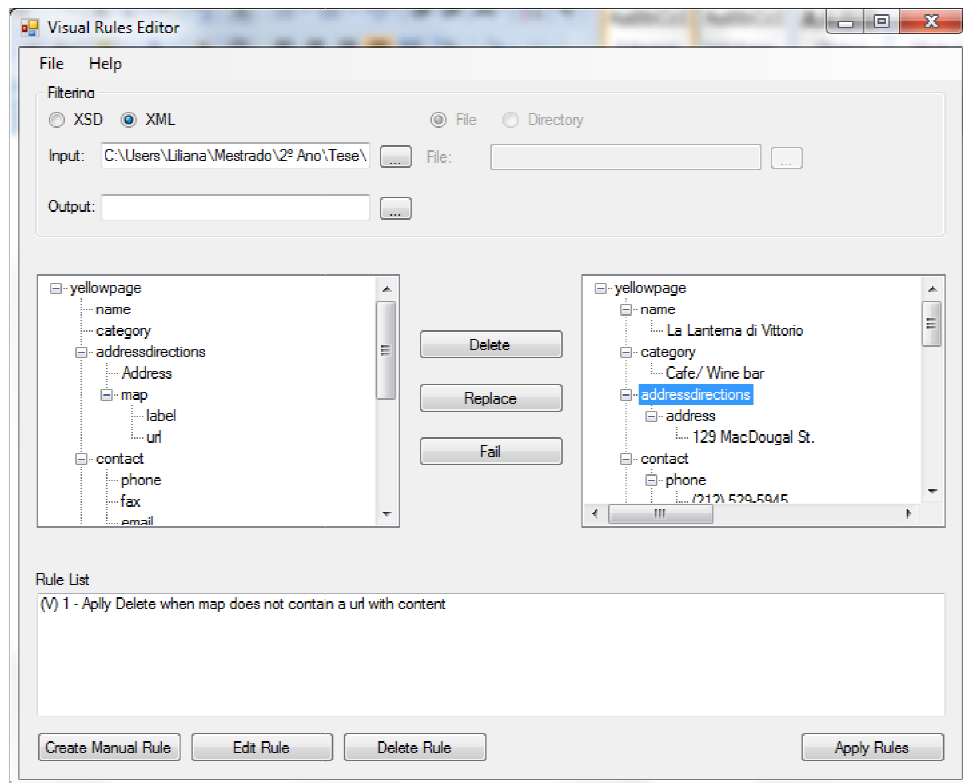 Visual Rules Editor
File Help
Filtering
XSD XML File Directory
Input: C:\Users\Liliana\Mestrado\2º Ano\Tese\ ... File: ...
Output: ...
yellowpage
name
category
addressdirections
Address
map
label
url
contact
phone
fax
email
Delete
Replace
Fail
yellowpage
name
La Lanterna di Vittorio
category
Cafe/ Wine bar
addressdirections
address
129 MacDougal St.
contact
phone
(212) 529-5945
Rule List
(V) 1 - Aplly Delete when map does not contain a url with content
Create Manual Rule Edit Rule Delete Rule Apply Rules